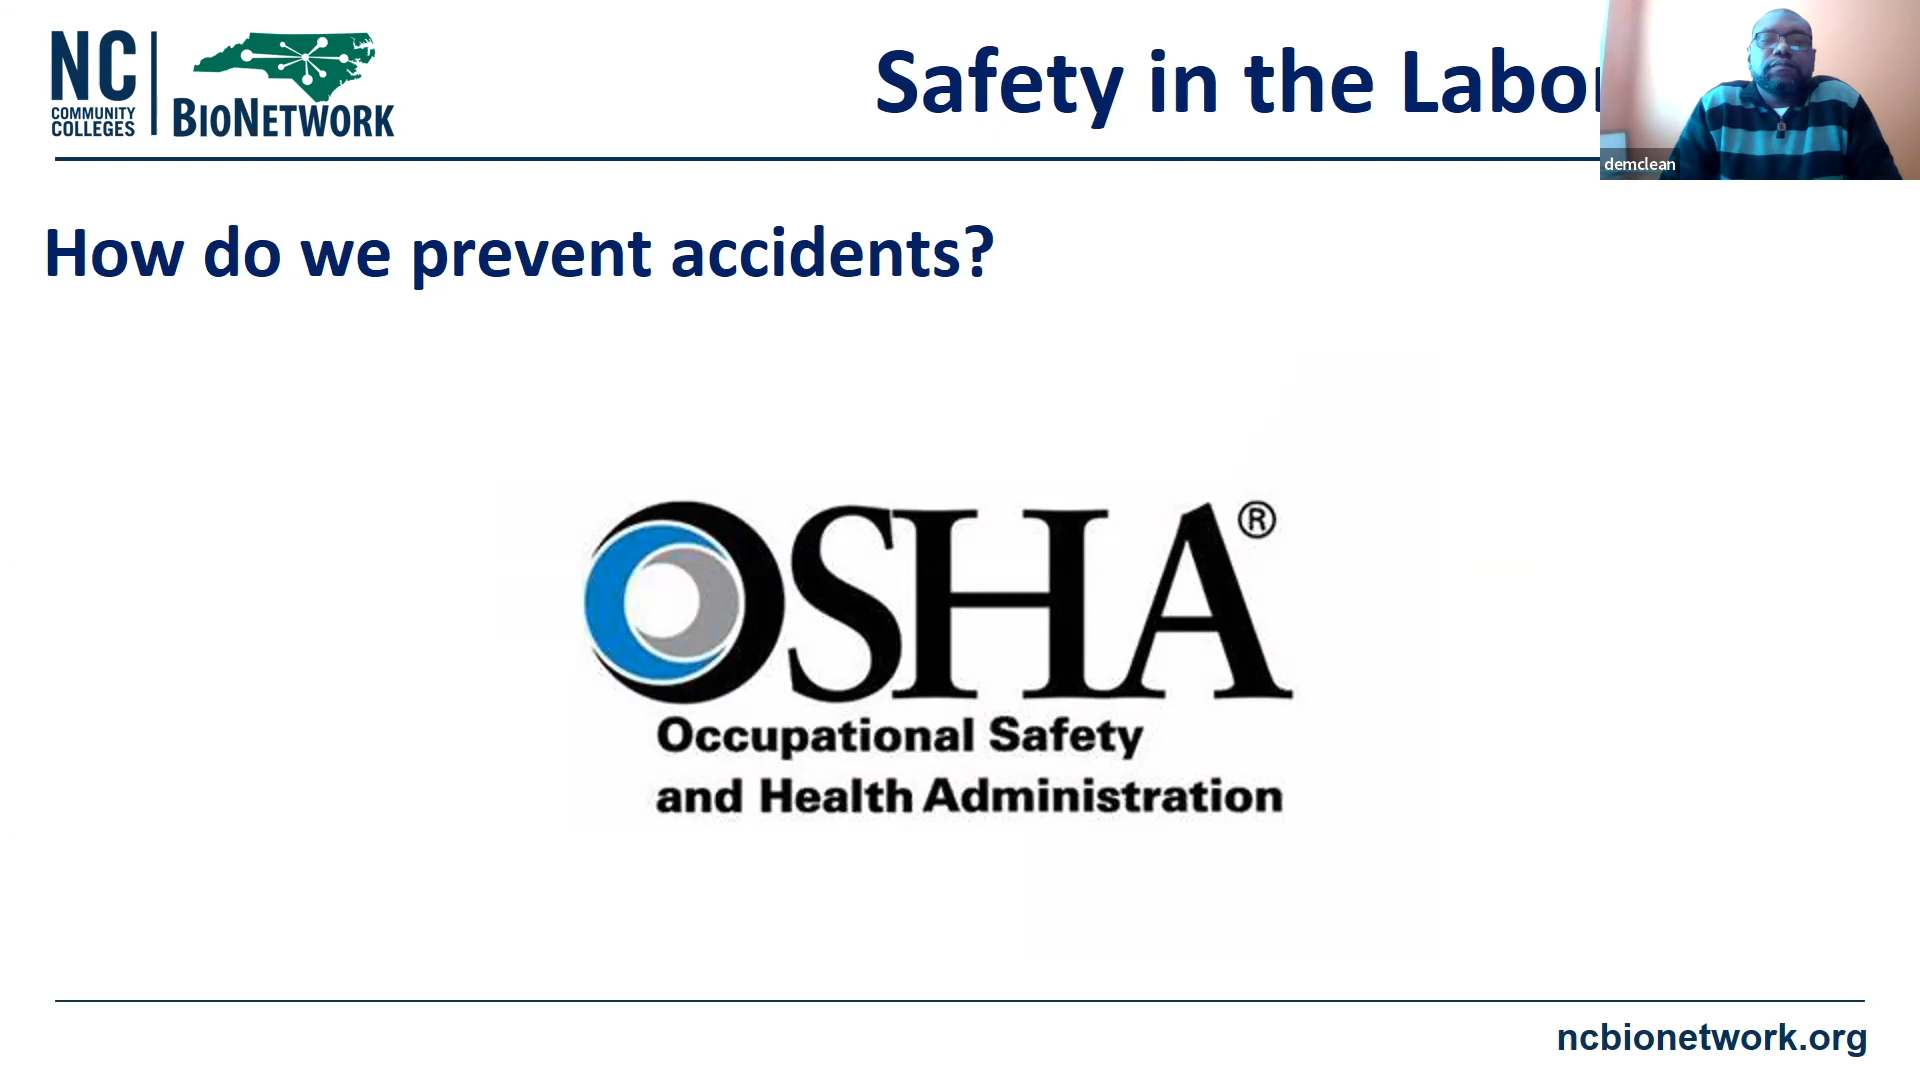 NC
COMMUNITY
COLLEGES
BIONETWORK
Safety in the Labor
demclean
How do we prevent accidents?
OSHA®
Occupational Safety
and Health Administration
ncbionetwork.org